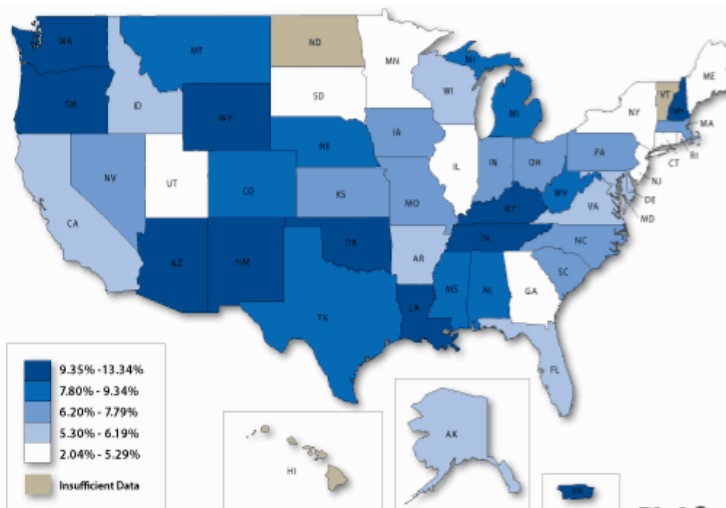 WA
MT
ND
MN
ME
OR
ID
SD
WI
MI
VT
NH
NY
MA
WY
MI
RI
IA
CT
NE
PA
NV
UT
IL
IN
OH
NJ
CO
WV
DE
KS
MO
KY
VA
MD
CA
TN
NC
AZ
NM
OK
AR
SC
MS
AL
GA
TX
LA
FL
9.35% -13.34%
7.80% - 9.34%
6.20% - 7.79%
5.30% - 6.19%
2.04% - 5.29%
Insufficient Data
HI
AK
PR